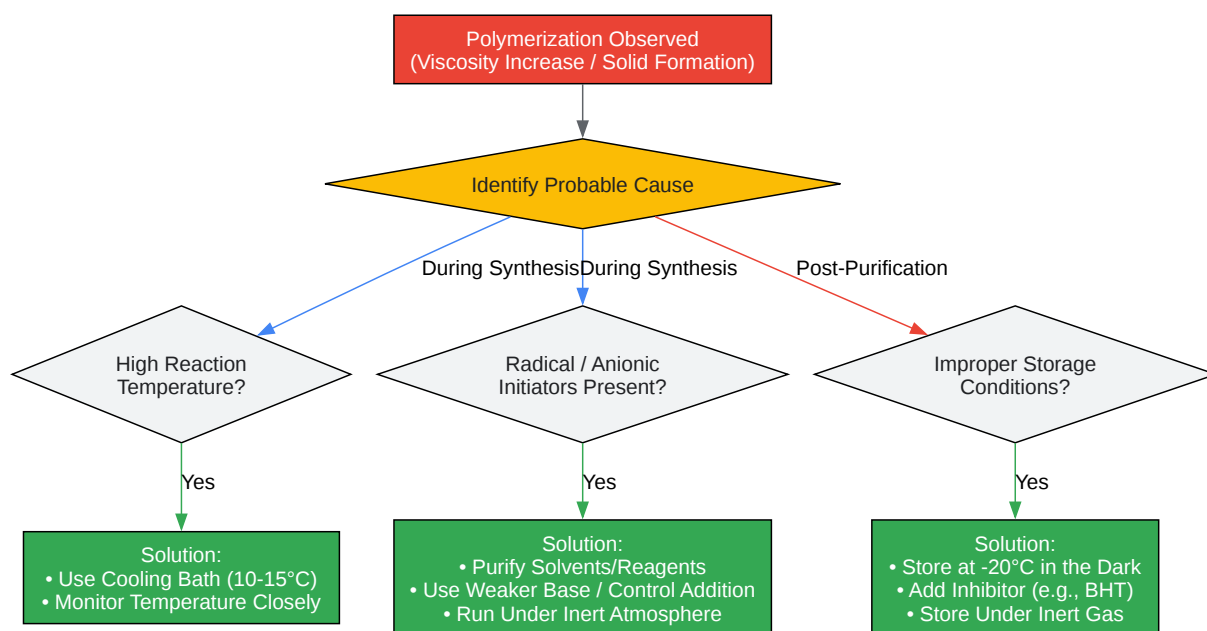 Polymerization Observed
(Viscosity Increase / Solid Formation)
Identify Probable Cause
During Synthesis
During Synthesis
Post-Purification
High Reaction
Temperature?
Radical / Anionic
Initiators Present?
Improper Storage
Conditions?
Yes
Yes
Yes
Solution:
• Use Cooling Bath (10-15°C)
• Monitor Temperature Closely
Solution:
• Purify Solvents/Reagents
• Use Weaker Base / Control Addition
• Run Under Inert Atmosphere
Solution:
• Store at -20°C in the Dark
• Add Inhibitor (e.g., BHT)
• Store Under Inert Gas